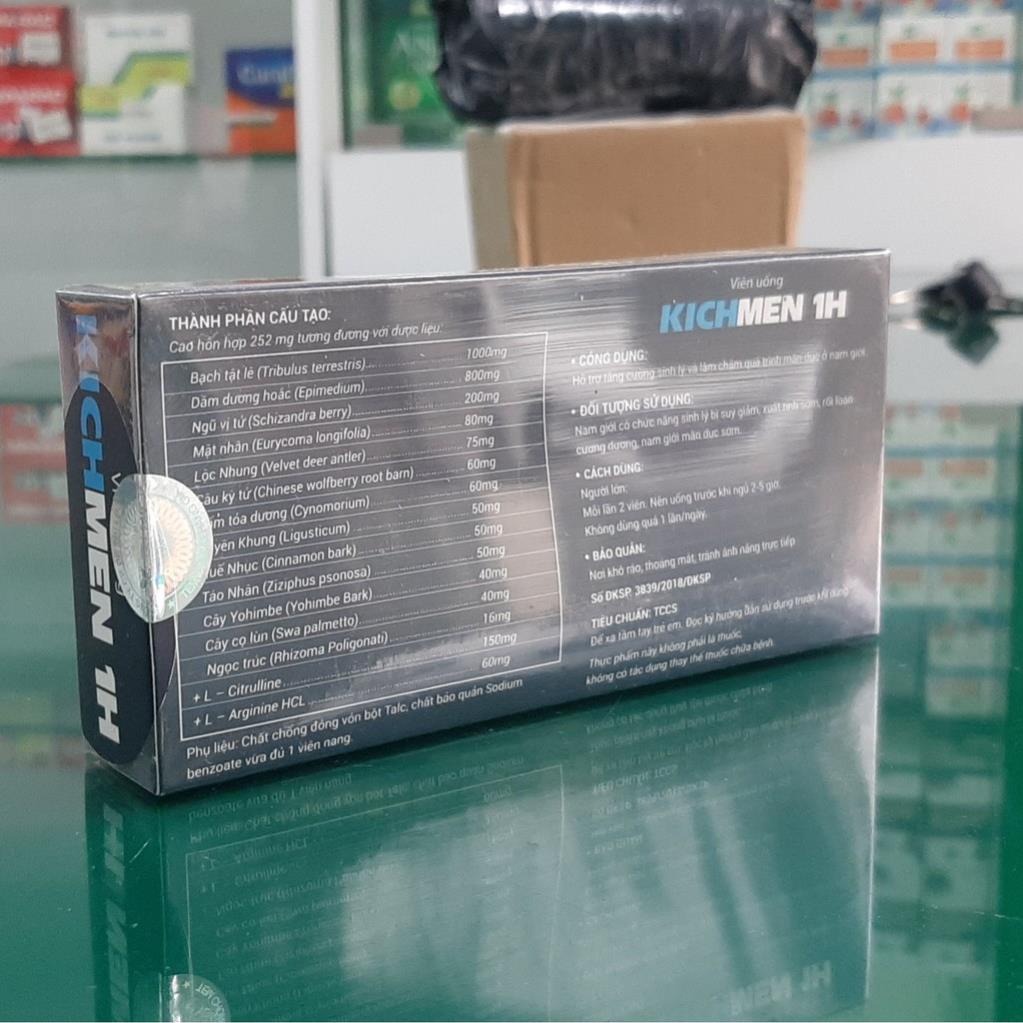 THÀNH PHẦN CẤU TẠO:
Cao hỗn hợp 252 mg tương đương với dược liệu:
Bạch tật lê (Tribulus terrestris) 1000mg
Dâm dương hoắc (Epimedium) 800mg
Ngũ vị tử (Schizandra berry) 200mg
Mật nhân (Eurycoma longifolia) 80mg
Lộc Nhung (Velvet deer antler) 75mg
Câu kỷ tử (Chinese wolfberry root barn) 60mg
tỏa dương (Cynomorium) 60mg
Khung (Ligusticum) 50mg
Nhục (Cinnamon bark) 50mg
Táo Nhân (Ziziphus psonosa) 50mg
Cây Yohimbe (Yohimbe Bark) 40mg
Cây cọ lùn (Swa palmetto) 40mg
Ngọc trúc (Rhizoma Poligonati) 16mg
+ L – Citrulline 150mg
+ L – Arginine HCL 60mg
Phụ liệu: Chất chống đông vón bột Talc, chất bảo quản Sodium
benzoate vừa đủ 1 viên nang.
Viên uống
KICHMEN 1H
• CÔNG DỤNG:
Hỗ trợ tăng cường sinh lý và làm chậm quá trình mãn dục ở nam giới.
• ĐỐI TƯỢNG SỬ DỤNG:
Nam giới có chức năng sinh lý bị suy giảm, xuất tinh sớm, rối loạn
cương dương, nam giới mãn dục sớm.
• CÁCH DÙNG:
Người lớn:
Mỗi lần 2 viên. Nên uống trước khi ngủ 2-5 giờ.
Không dùng quá 1 lần/ngày.
• BẢO QUẢN:
Nơi khô ráo, thoáng mát, tránh ánh nắng trực tiếp
Số ĐKSP: 3839/2018/ĐKSP
TIÊU CHUẨN: TCCS
Để xa tầm tay trẻ em. Đọc kỹ hướng dẫn sử dụng trước khi dùng
Thực phẩm này không phải là thuốc,
không có tác dụng thay thế thuốc chữa bệnh.
KICHMEN 1H